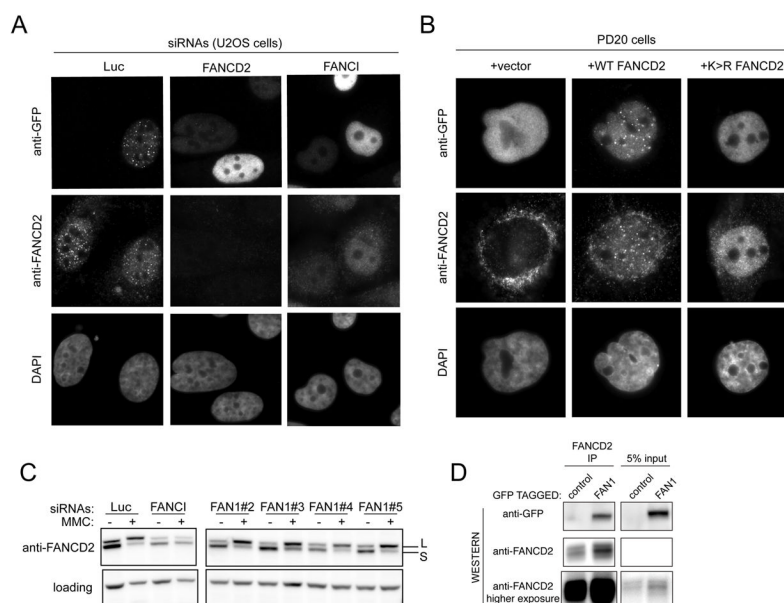 A
siRNAs (U2OS cells)
Luc FANCD2 FANCI
anti-GFP
anti-FANCD2
DAPI
B
PD20 cells
+vector +WT FANCD2 +K>R FANCD2
anti-GFP
anti-FANCD2
DAPI
C
siRNAs: Luc FANCI FAN1#2 FAN1#3 FAN1#4 FAN1#5
MMC: - + - + - + - + - + - +
anti-FANCD2 L
S
loading
D
FANCD2
IP 5% input
GFP TAGGED: control FAN1 control FAN1
WESTERN
anti-GFP
anti-FANCD2
anti-FANCD2
higher exposure